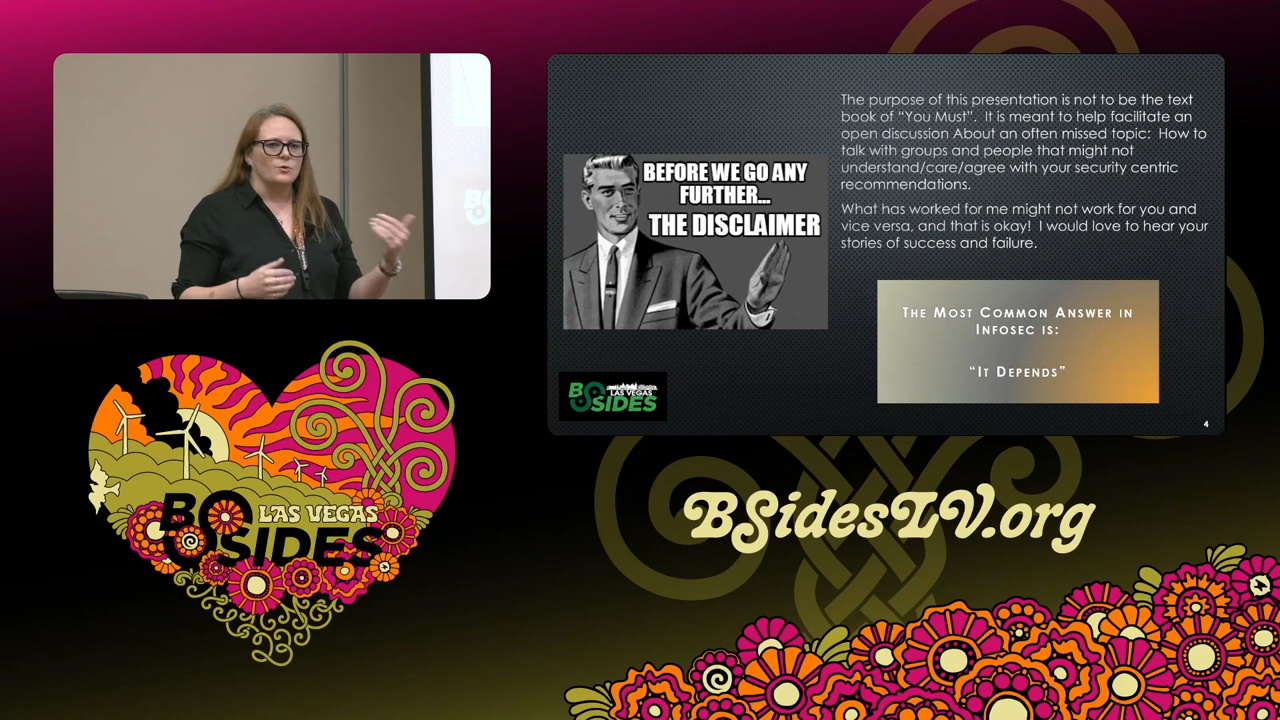 The purpose of this presentation is not to be the text
book of “You Must”.  It is meant to help facilitate an
open discussion About an often missed topic:  How to
talk with groups and people that might not
understand/care/agree with your security centric
recommendations.
What has worked for me might not work for you and
vice versa, and that is okay!  I would love to hear your
stories of success and failure.
BEFORE WE GO ANY
FURTHER...
THE DISCLAIMER
The Most Common Answer in
Infosec is:
“It Depends”
B
LAS VEGAS
SIDES
4
B
LAS VEGAS
SIDES
23
BSidesLV.org